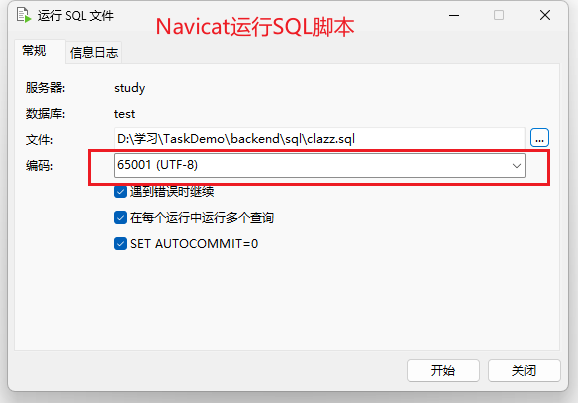 运行 SQL 文件
Navicat运行SQL脚本
常规 信息日志
服务器: study
数据库: test
文件: D:\学习\TaskDemo\backend\sql\clazz.sql ...
编码: 65001 (UTF-8)
遇到错误时继续
在每个运行中运行多个查询
SET AUTOCOMMIT=0
开始 关闭